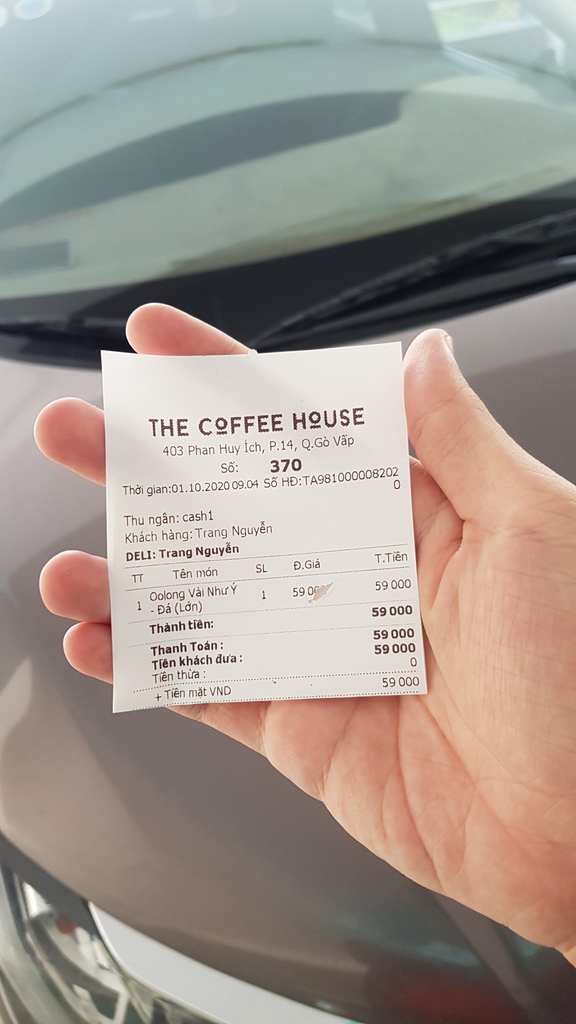 THE COFFEE HOUSE
403 Phan Huy Ích, P.14, Q.Gò Vấp
Số: 370
Thời gian:01.10.2020 09.04 Số HĐ:TA981000008202
0
Thu ngân: cash1
Khách hàng: Trang Nguyễn
DELI: Trang Nguyễn
TT Tên món SL Đ.Giá T.Tiền
1 Oolong Vải Như Ý 1 59 000
- Đá (Lớn)
Thành tiền: 59 000
Thanh Toán : 59 000
Tiền khách đưa : 59 000
Tiền thừa : 0
+ Tiền mặt VND 59 000